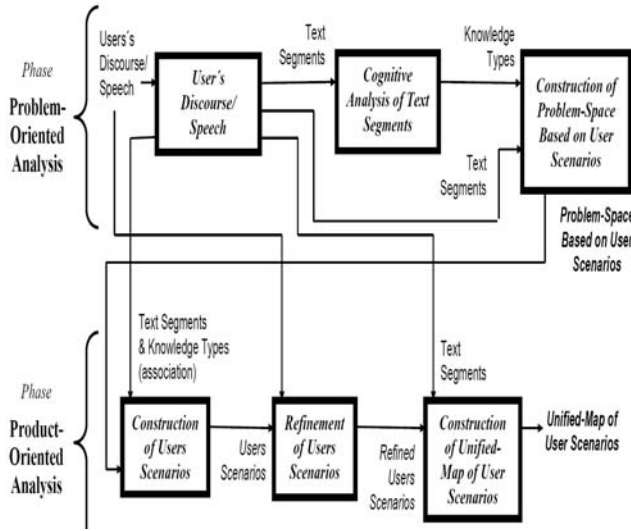 Phase
Problem-
Oriented
Analysis
Users´s
Discourse/
Speech
User´s
Discourse/
Speech
Text
Segments
Cognitive
Analysis of Text
Segments
Knowledge
Types
Construction of
Problem-Space
Based on User
Scenarios
Text
Segments
Problem-Space
Based on User
Scenarios
Phase
Product-
Oriented
Analysis
Text Segments
& Knowledge Types
(association)
Construction
of Users
Scenarios
Users
Scenarios
Refinement
of Users
Scenarios
Refined
Users
Scenarios
Text
Segments
Construction
of Unified-
Map of User
Scenarios
Unified-Map
of User
Scenarios